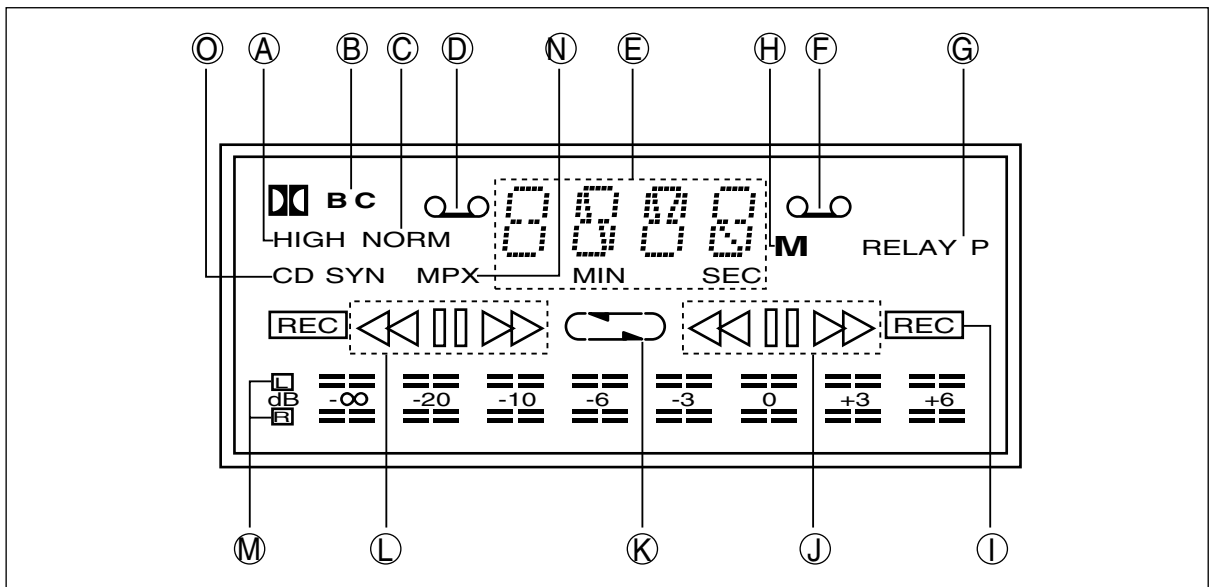 Ⓞ Ⓐ Ⓑ Ⓒ Ⓓ Ⓝ Ⓔ Ⓗ Ⓕ Ⓖ
B C
HIGH NORM M RELAY P
CD SYN MPX MIN SEC
REC REC
L
dB -∞ -20 -10 -6 -3 0 +3 +6
R
Ⓜ Ⓛ Ⓚ Ⓙ Ⓘ